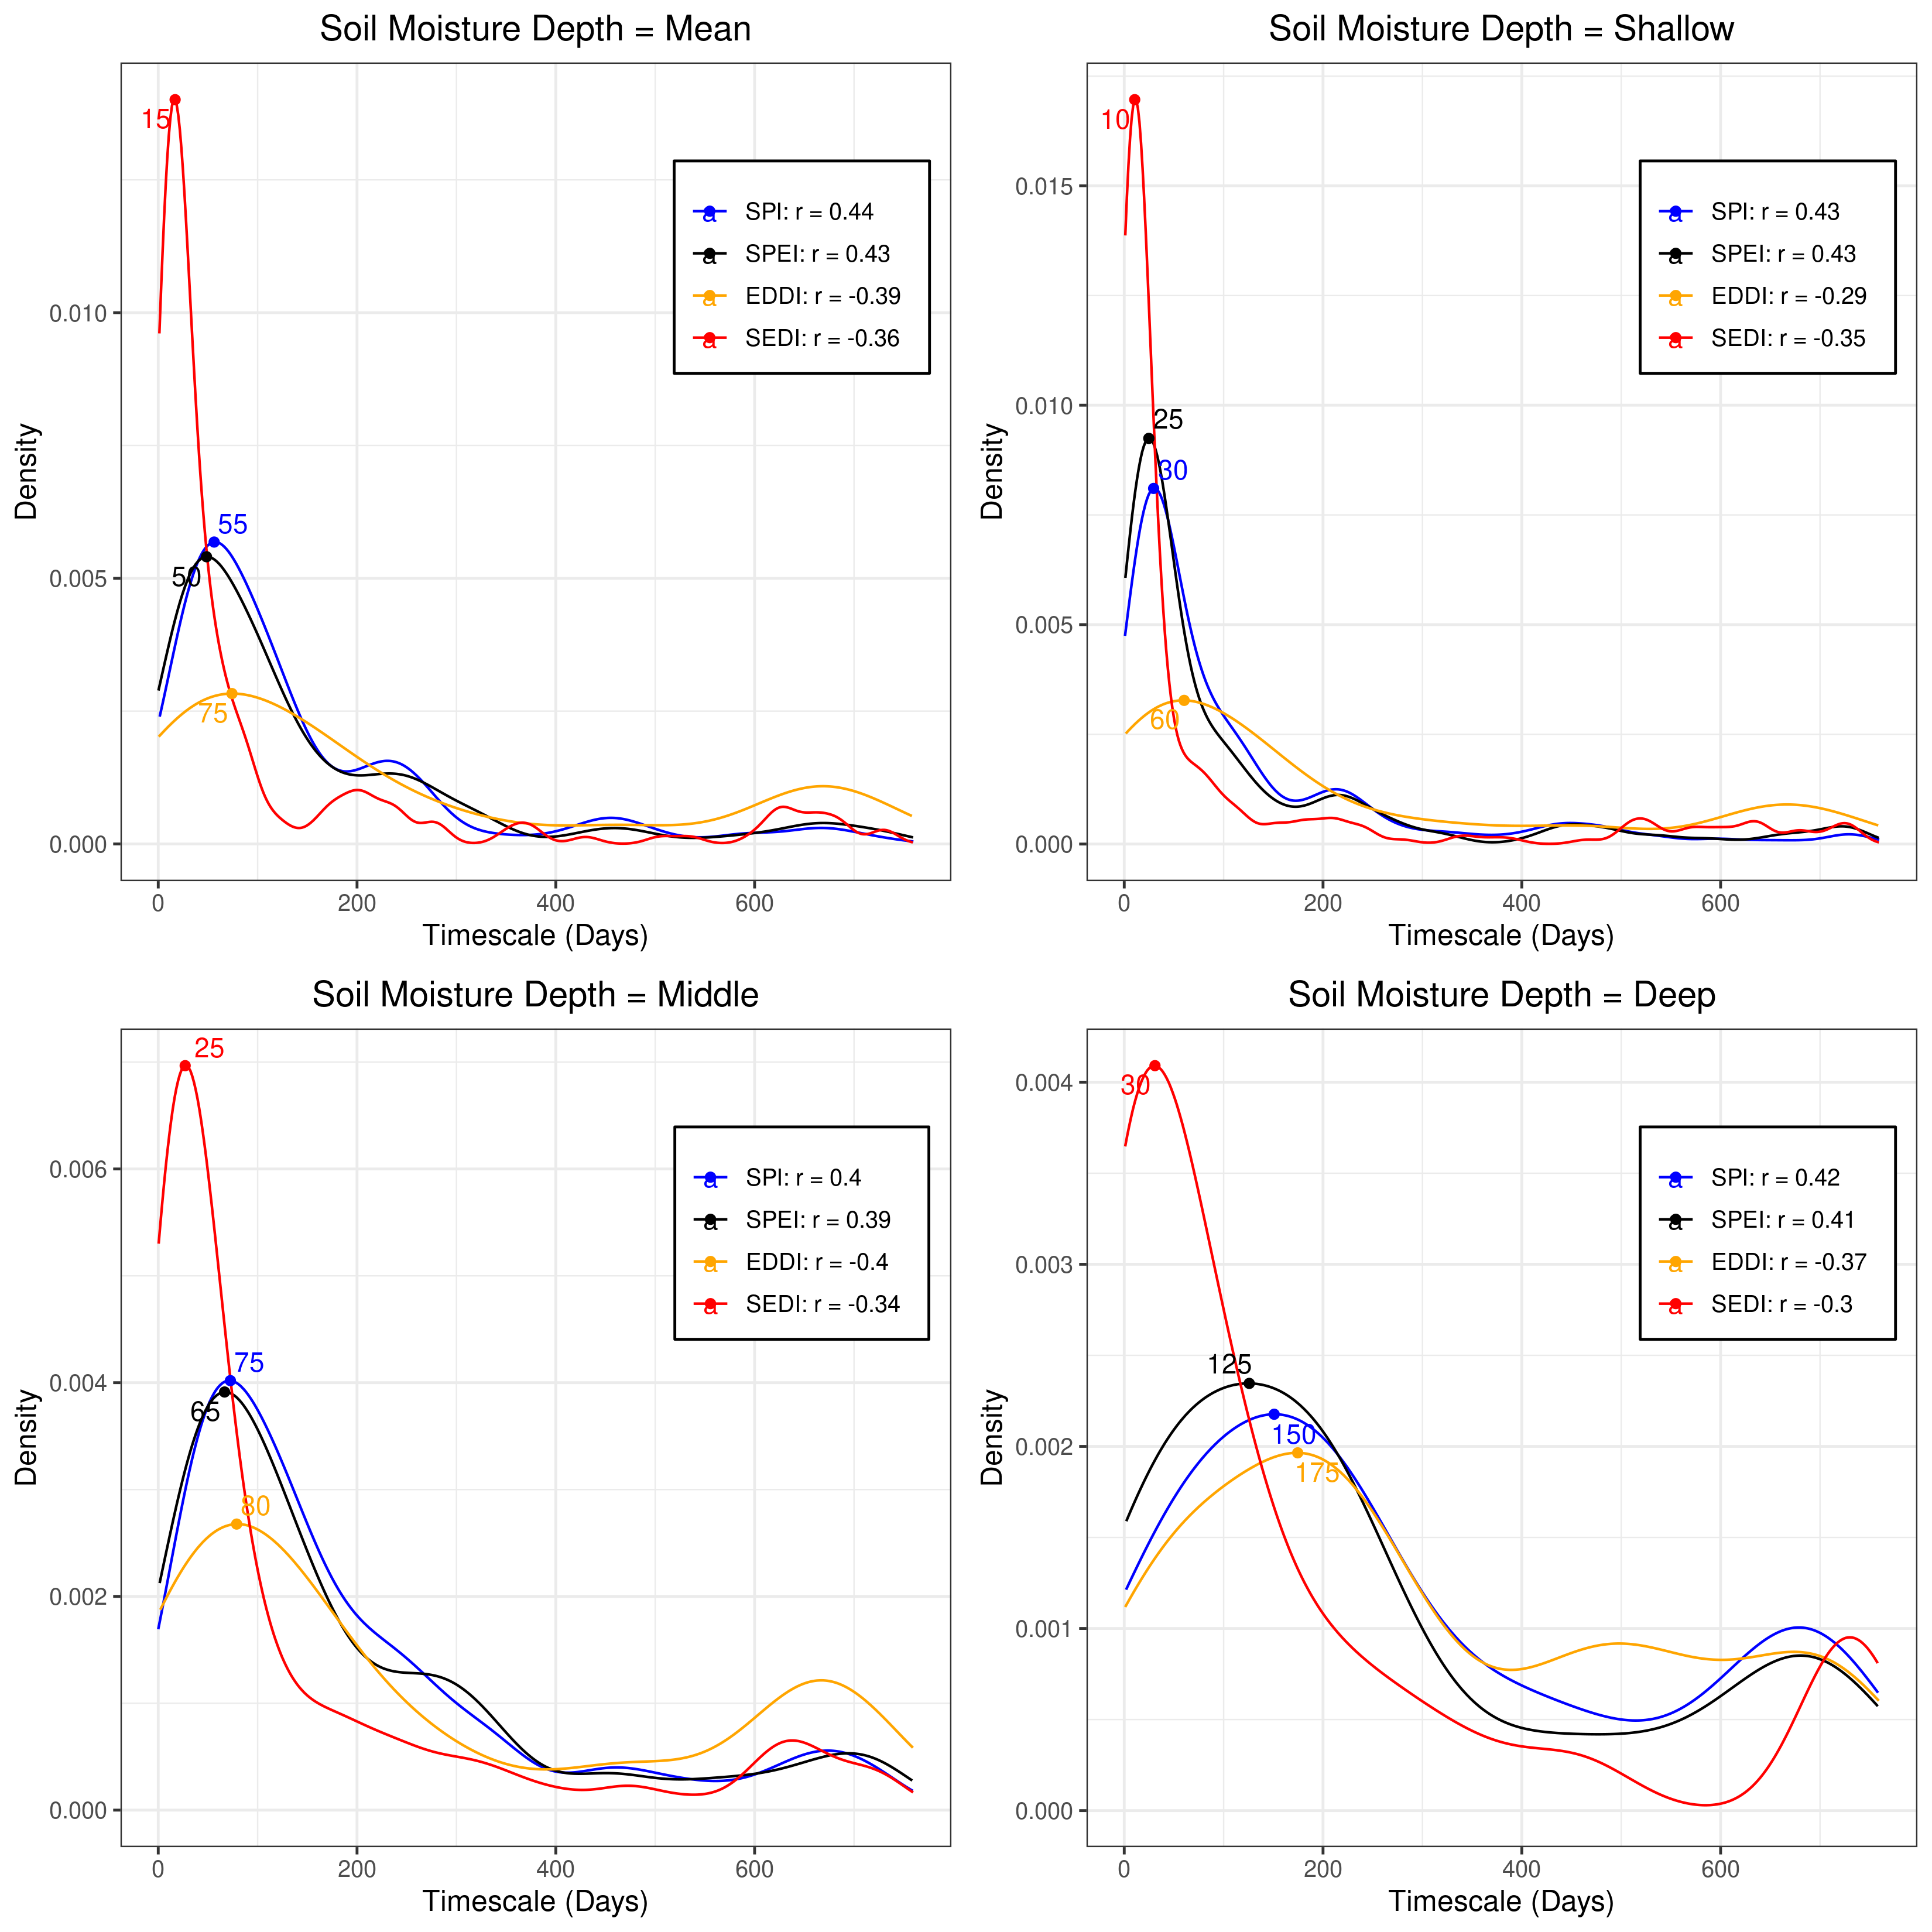 Soil Moisture Depth = Mean
Density
0.010
0.005
0.000
15
55
50
75
a SPI: r = 0.44
a SPEI: r = 0.43
a EDDI: r = -0.39
a SEDI: r = -0.36
0 200 400 600
Timescale (Days)
Soil Moisture Depth = Shallow
Density
0.015
0.010
0.005
0.000
10
25
30
60
a SPI: r = 0.43
a SPEI: r = 0.43
a EDDI: r = -0.29
a SEDI: r = -0.35
0 200 400 600
Timescale (Days)
Soil Moisture Depth = Middle
Density
0.006
0.004
0.002
0.000
25
75
65
80
a SPI: r = 0.4
a SPEI: r = 0.39
a EDDI: r = -0.4
a SEDI: r = -0.34
0 200 400 600
Timescale (Days)
Soil Moisture Depth = Deep
Density
0.004
0.003
0.002
0.001
0.000
30
125
150
175
a SPI: r = 0.42
a SPEI: r = 0.41
a EDDI: r = -0.37
a SEDI: r = -0.3
0 200 400 600
Timescale (Days)